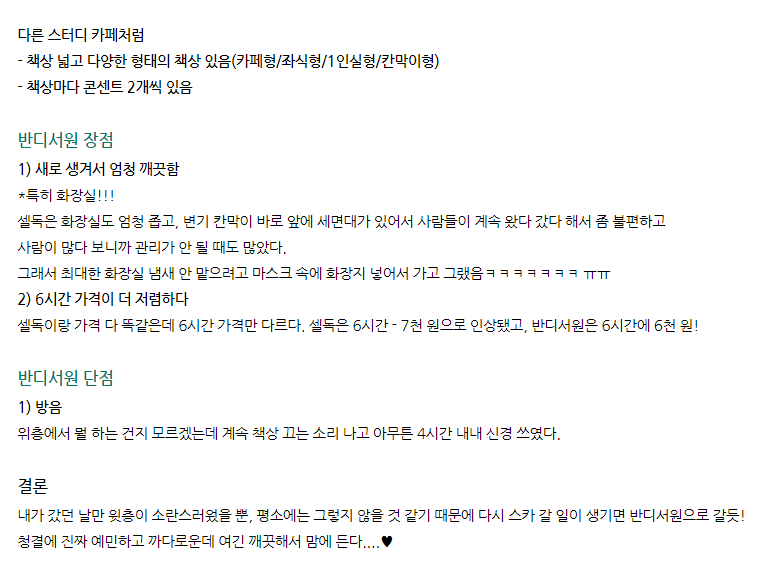 다른 스터디 카페처럼
- 책상 넓고 다양한 형태의 책상 있음(카페형/좌식형/1인실형/칸막이형)
- 책상마다 콘센트 2개씩 있음
반디서원 장점
1) 새로 생겨서 엄청 깨끗함
*특히 화장실!!!
셀독은 화장실도 엄청 좁고, 변기 칸막이 바로 앞에 세면대가 있어서 사람들이 계속 왔다 갔다 해서 좀 불편하고
사람이 많다 보니까 관리가 안 될 때도 많았다.
그래서 최대한 화장실 냄새 안 맡으려고 마스크 속에 화장지 넣어서 가고 그랬음ㅋㅋㅋㅋㅋㅋㅋ ㅠㅠ
2) 6시간 가격이 더 저렴하다
셀독이랑 가격 다 똑같은데 6시간 가격만 다르다. 셀독은 6시간 - 7천 원으로 인상됐고, 반디서원은 6시간에 6천 원!
반디서원 단점
1) 방음
위층에서 뭘 하는 건지 모르겠는데 계속 책상 끄는 소리 나고 아무튼 4시간 내내 신경 쓰였다.
결론
내가 갔던 날만 윗층이 소란스러웠을 뿐, 평소에는 그렇지 않을 것 같기 때문에 다시 스카 갈 일이 생기면 반디서원으로 갈듯!
청결에 진짜 예민하고 까다로운데 여긴 깨끗해서 맘에 든다....♥